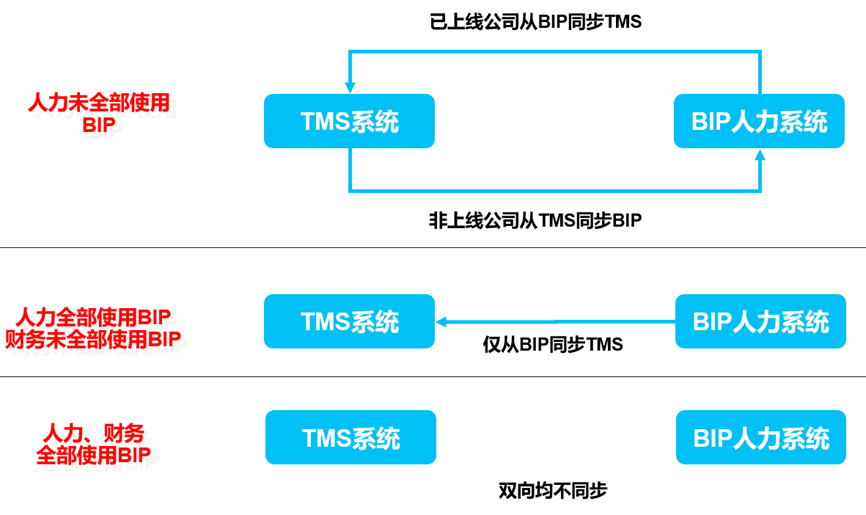 已上线公司从BIP同步TMS
人力未全部使用
BIP
TMS系统
BIP人力系统
非上线公司从TMS同步BIP
人力全部使用BIP
财务未全部使用BIP
TMS系统
BIP人力系统
仅从BIP同步TMS
人力、财务
全部使用BIP
TMS系统
BIP人力系统
双向均不同步